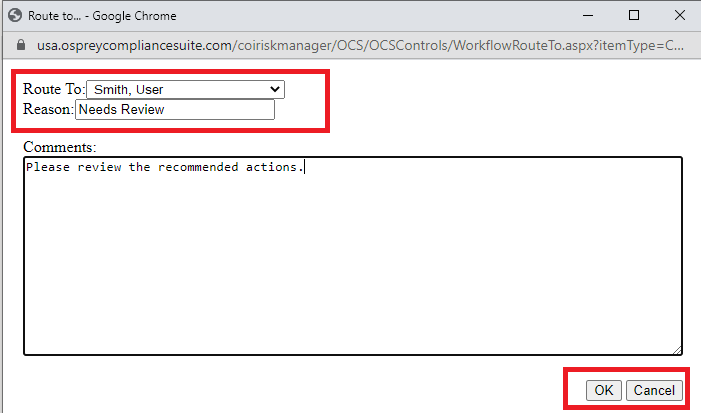 Route to... - Google Chrome
usa.ospreycompliancesuite.com/coiriskmanager/OCS/OCSControls/WorkflowRouteTo.aspx?itemType=C...
Route To: Smith, User
Reason: Needs Review
Comments:
Please review the recommended actions.
OK Cancel